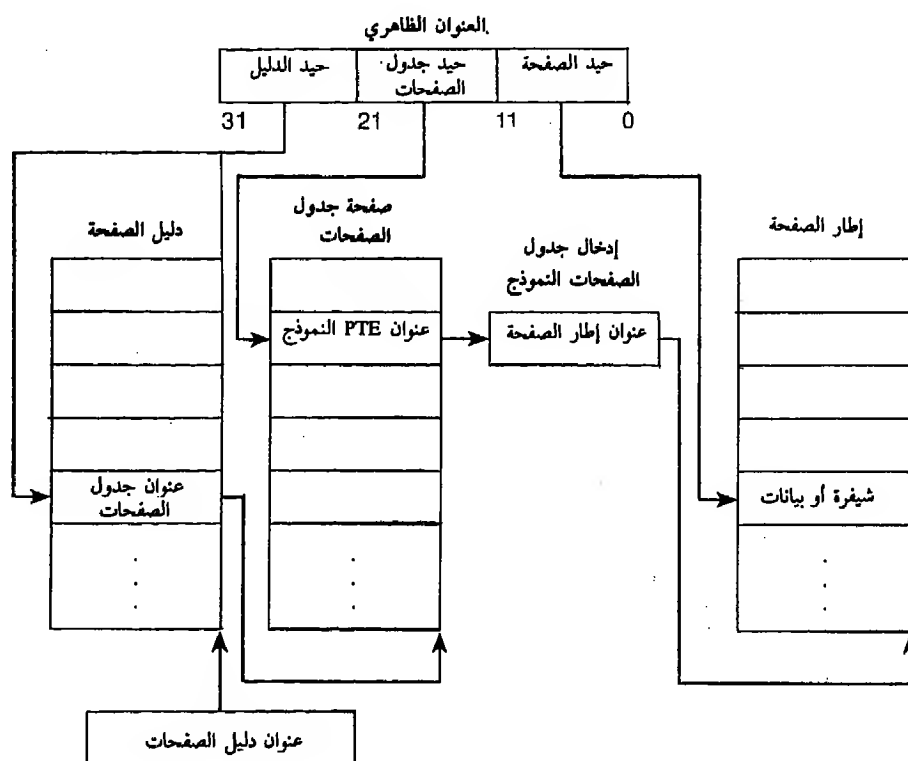 العنوان الظاهري
حيد الدليل
حيد جدول
الصفحات
حيد الصفحة
31
21
11
0
دليل الصفحة
صفحة جدول
الصفحات
إدخال جدول
الصفحات النموذج
إطار الصفحة
عنوان PTE النموذج
عنوان إطار الصفحة
عنوان جدول
الصفحات
شيفرة أو بيانات
عنوان دليل الصفحات